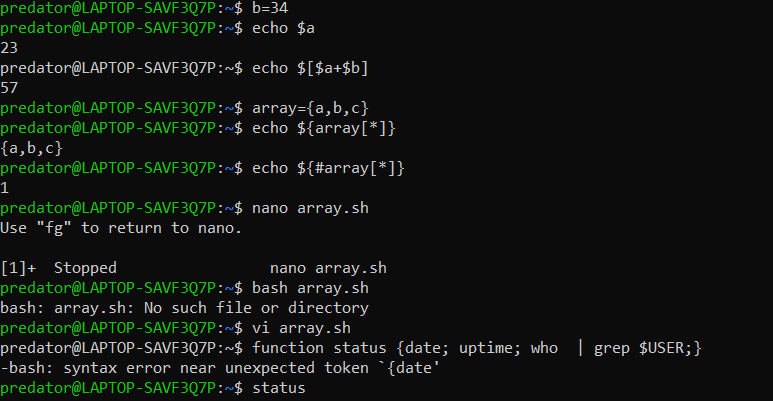 predator@LAPTOP-SAVF3Q7P:~$ b=34
predator@LAPTOP-SAVF3Q7P:~$ echo $a
23
predator@LAPTOP-SAVF3Q7P:~$ echo $[$a+$b]
57
predator@LAPTOP-SAVF3Q7P:~$ array={a,b,c}
predator@LAPTOP-SAVF3Q7P:~$ echo ${array[*]}
{a,b,c}
predator@LAPTOP-SAVF3Q7P:~$ echo ${#array[*]}
1
predator@LAPTOP-SAVF3Q7P:~$ nano array.sh
Use "fg" to return to nano.

[1]+  Stopped                 nano array.sh
predator@LAPTOP-SAVF3Q7P:~$ bash array.sh
bash: array.sh: No such file or directory
predator@LAPTOP-SAVF3Q7P:~$ vi array.sh
predator@LAPTOP-SAVF3Q7P:~$ function status {date; uptime; who  | grep $USER;}
-bash: syntax error near unexpected token `{date'
predator@LAPTOP-SAVF3Q7P:~$ status